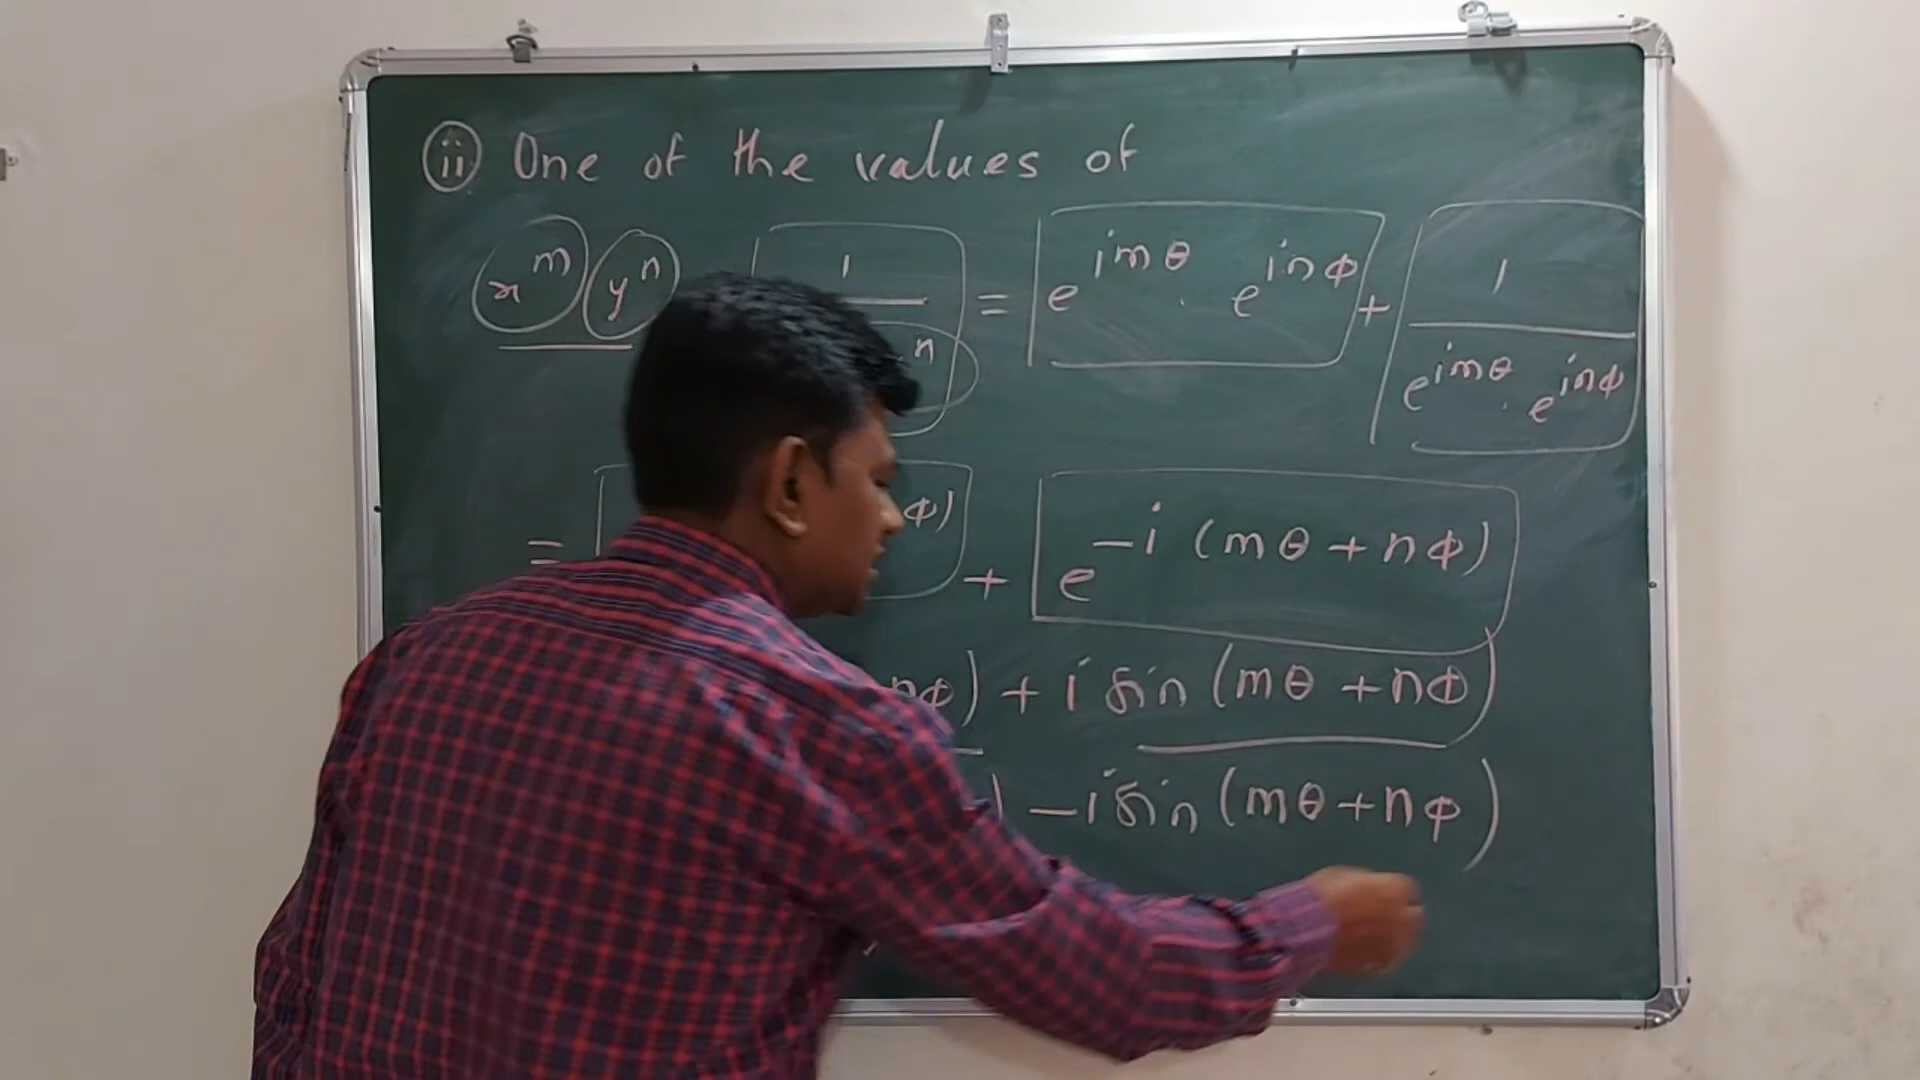 ⓘⓘ One of the values of
x^m y^n 1/ n = e^{imθ} . e^{inφ} + 1/(e^{imθ} . e^{inφ})
= φ) + e^{-i (mθ + nφ)}
nφ) + i sin (mθ + nφ)
) - i sin (mθ + nφ)